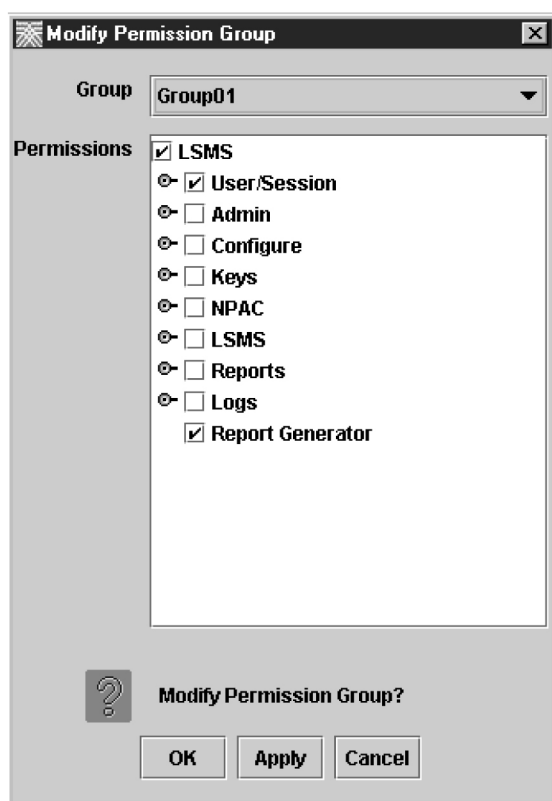 Modify Permission Group
Group
Group01
Permissions
LSMS
User/Session
Admin
Configure
Keys
NPAC
LSMS
Reports
Logs
Report Generator
Modify Permission Group?
OK
Apply
Cancel